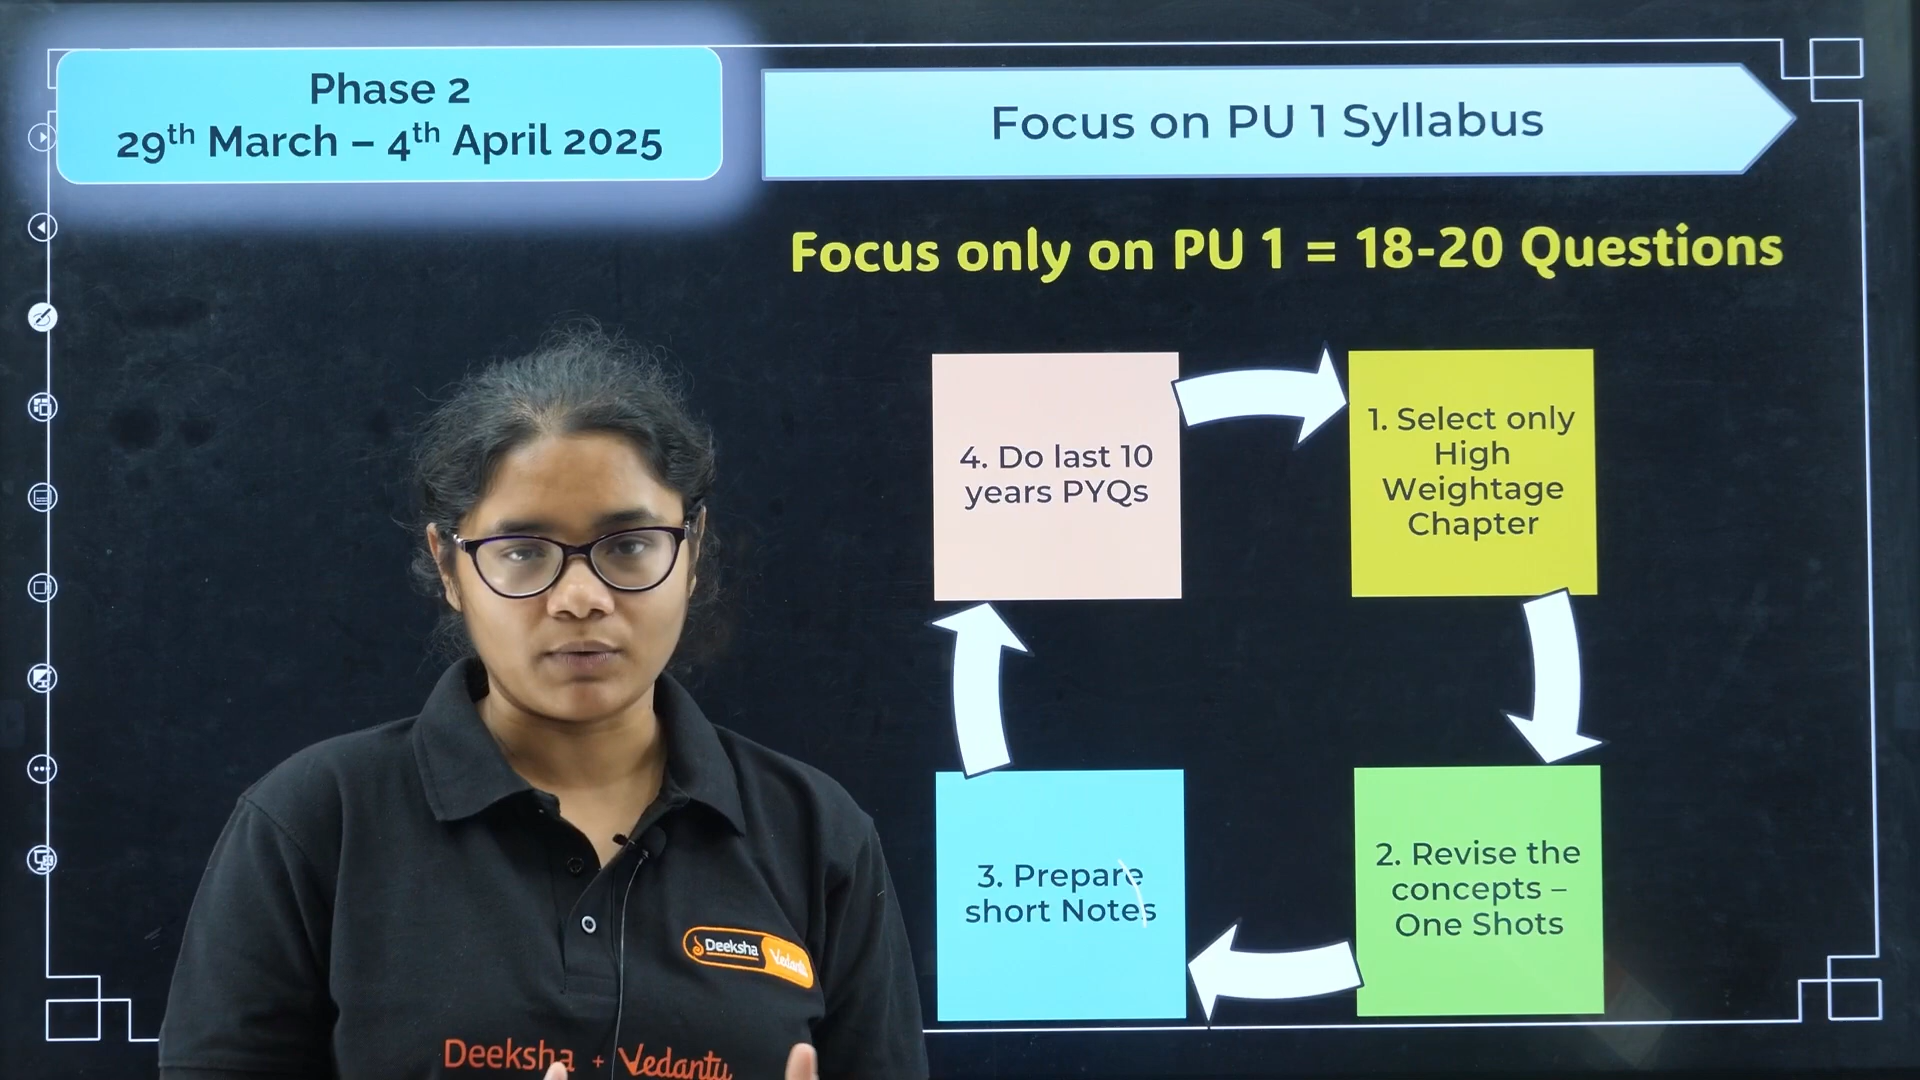 Phase 2
29th March – 4th April 2025
Focus on PU 1 Syllabus
Focus only on PU 1 = 18-20 Questions
4. Do last 10
years PYQs
1. Select only
High
Weightage
Chapter
3. Prepare
short Notes
2. Revise the
concepts –
One Shots
Deeksha Vedantu
Deeksha + Vedantu